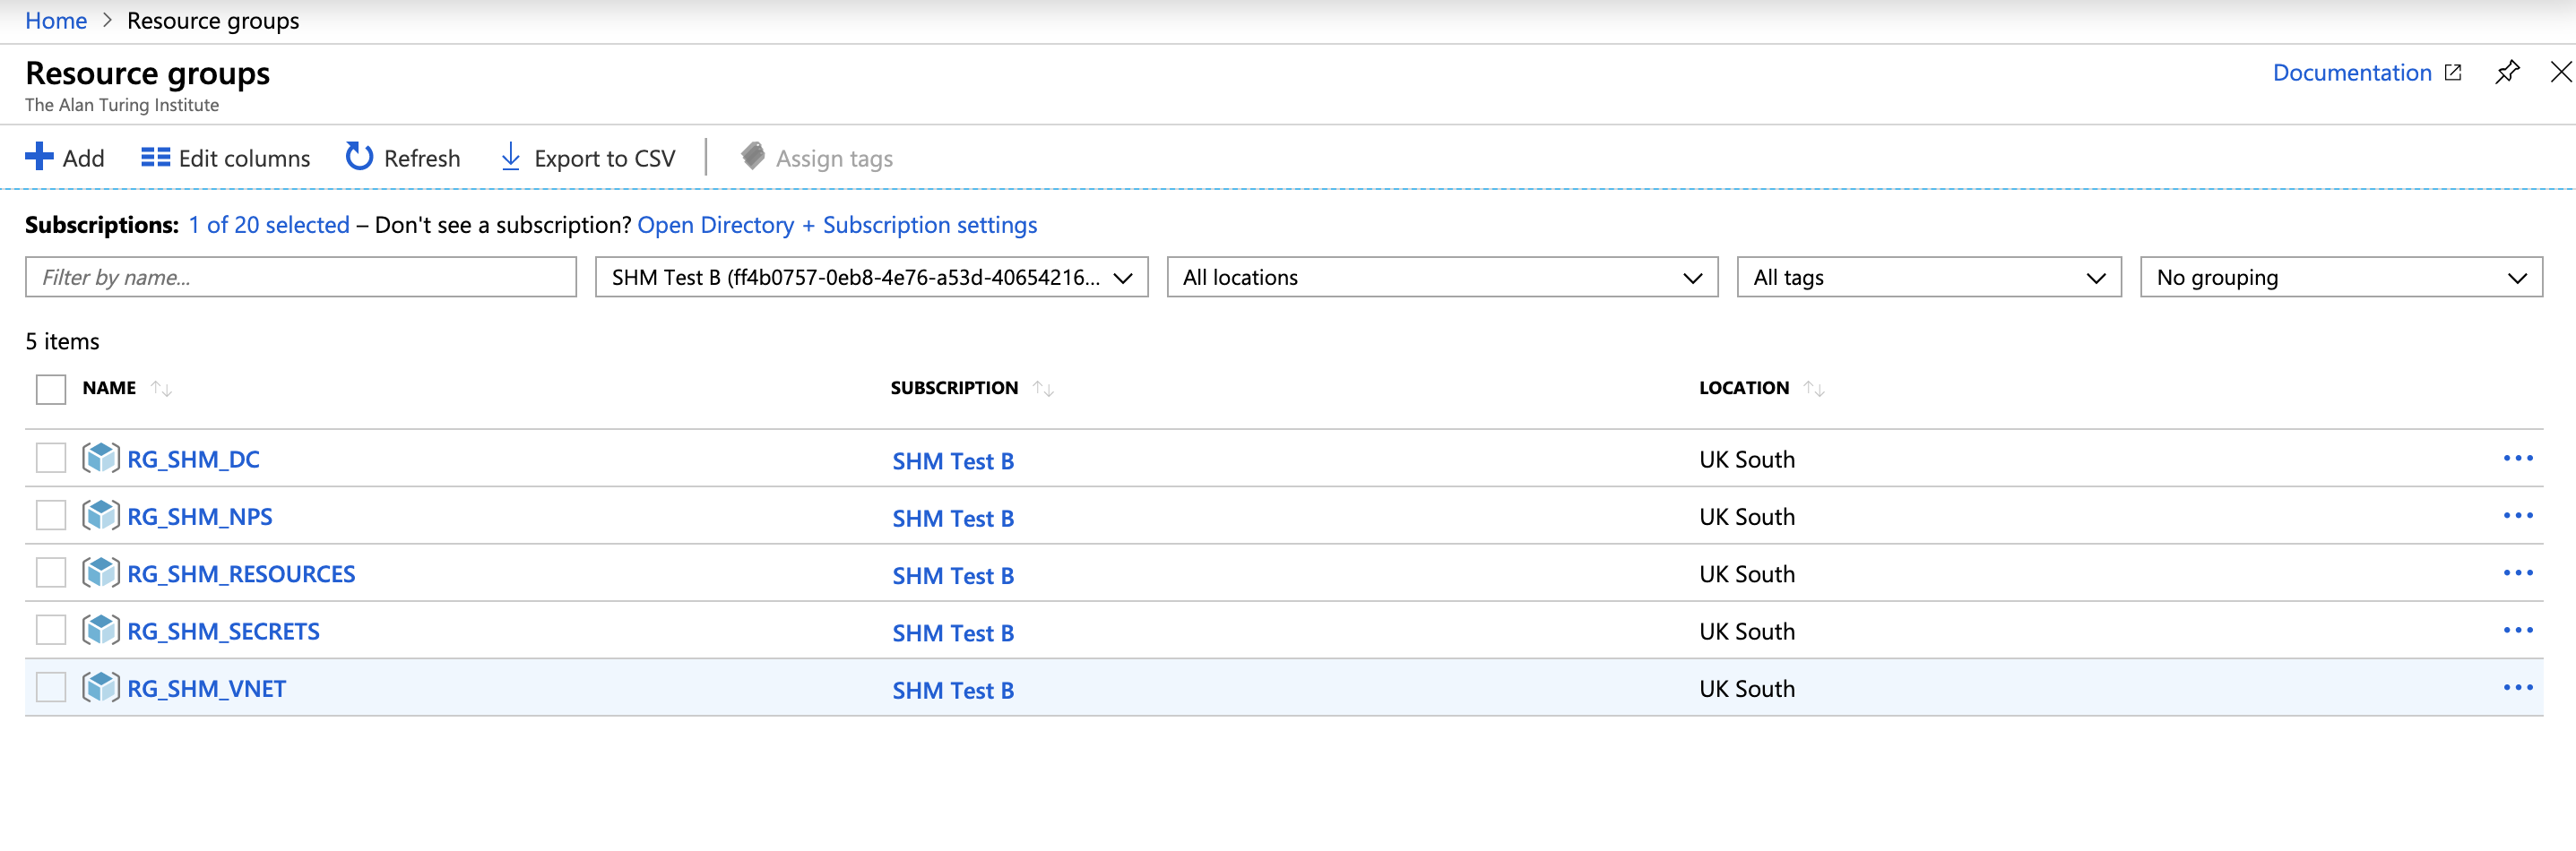 Home > Resource groups
Resource groups
Documentation
The Alan Turing Institute
Add Edit columns Refresh Export to CSV Assign tags
Subscriptions: 1 of 20 selected – Don't see a subscription? Open Directory + Subscription settings
Filter by name... SHM Test B (ff4b0757-0eb8-4e76-a53d-40654216... All locations All tags No grouping
5 items
NAME SUBSCRIPTION LOCATION
RG_SHM_DC SHM Test B UK South
RG_SHM_NPS SHM Test B UK South
RG_SHM_RESOURCES SHM Test B UK South
RG_SHM_SECRETS SHM Test B UK South
RG_SHM_VNET SHM Test B UK South